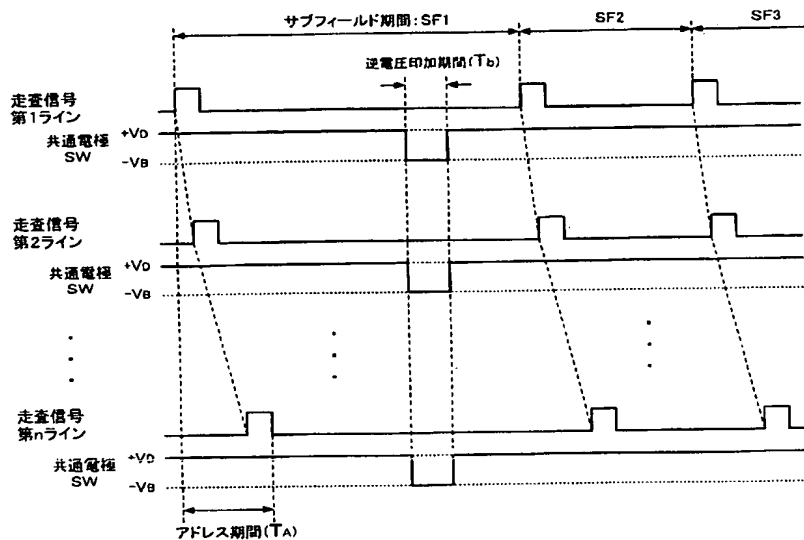 サブフィールド期間:SF1
SF2
SF3
逆電圧印加期間(Tb)
走査信号
第1ライン
共通電極
SW
+VD
-VB
走査信号
第2ライン
共通電極
SW
+VD
-VB
走査信号
第nライン
共通電極
SW
+VD
-VB
アドレス期間(TA)